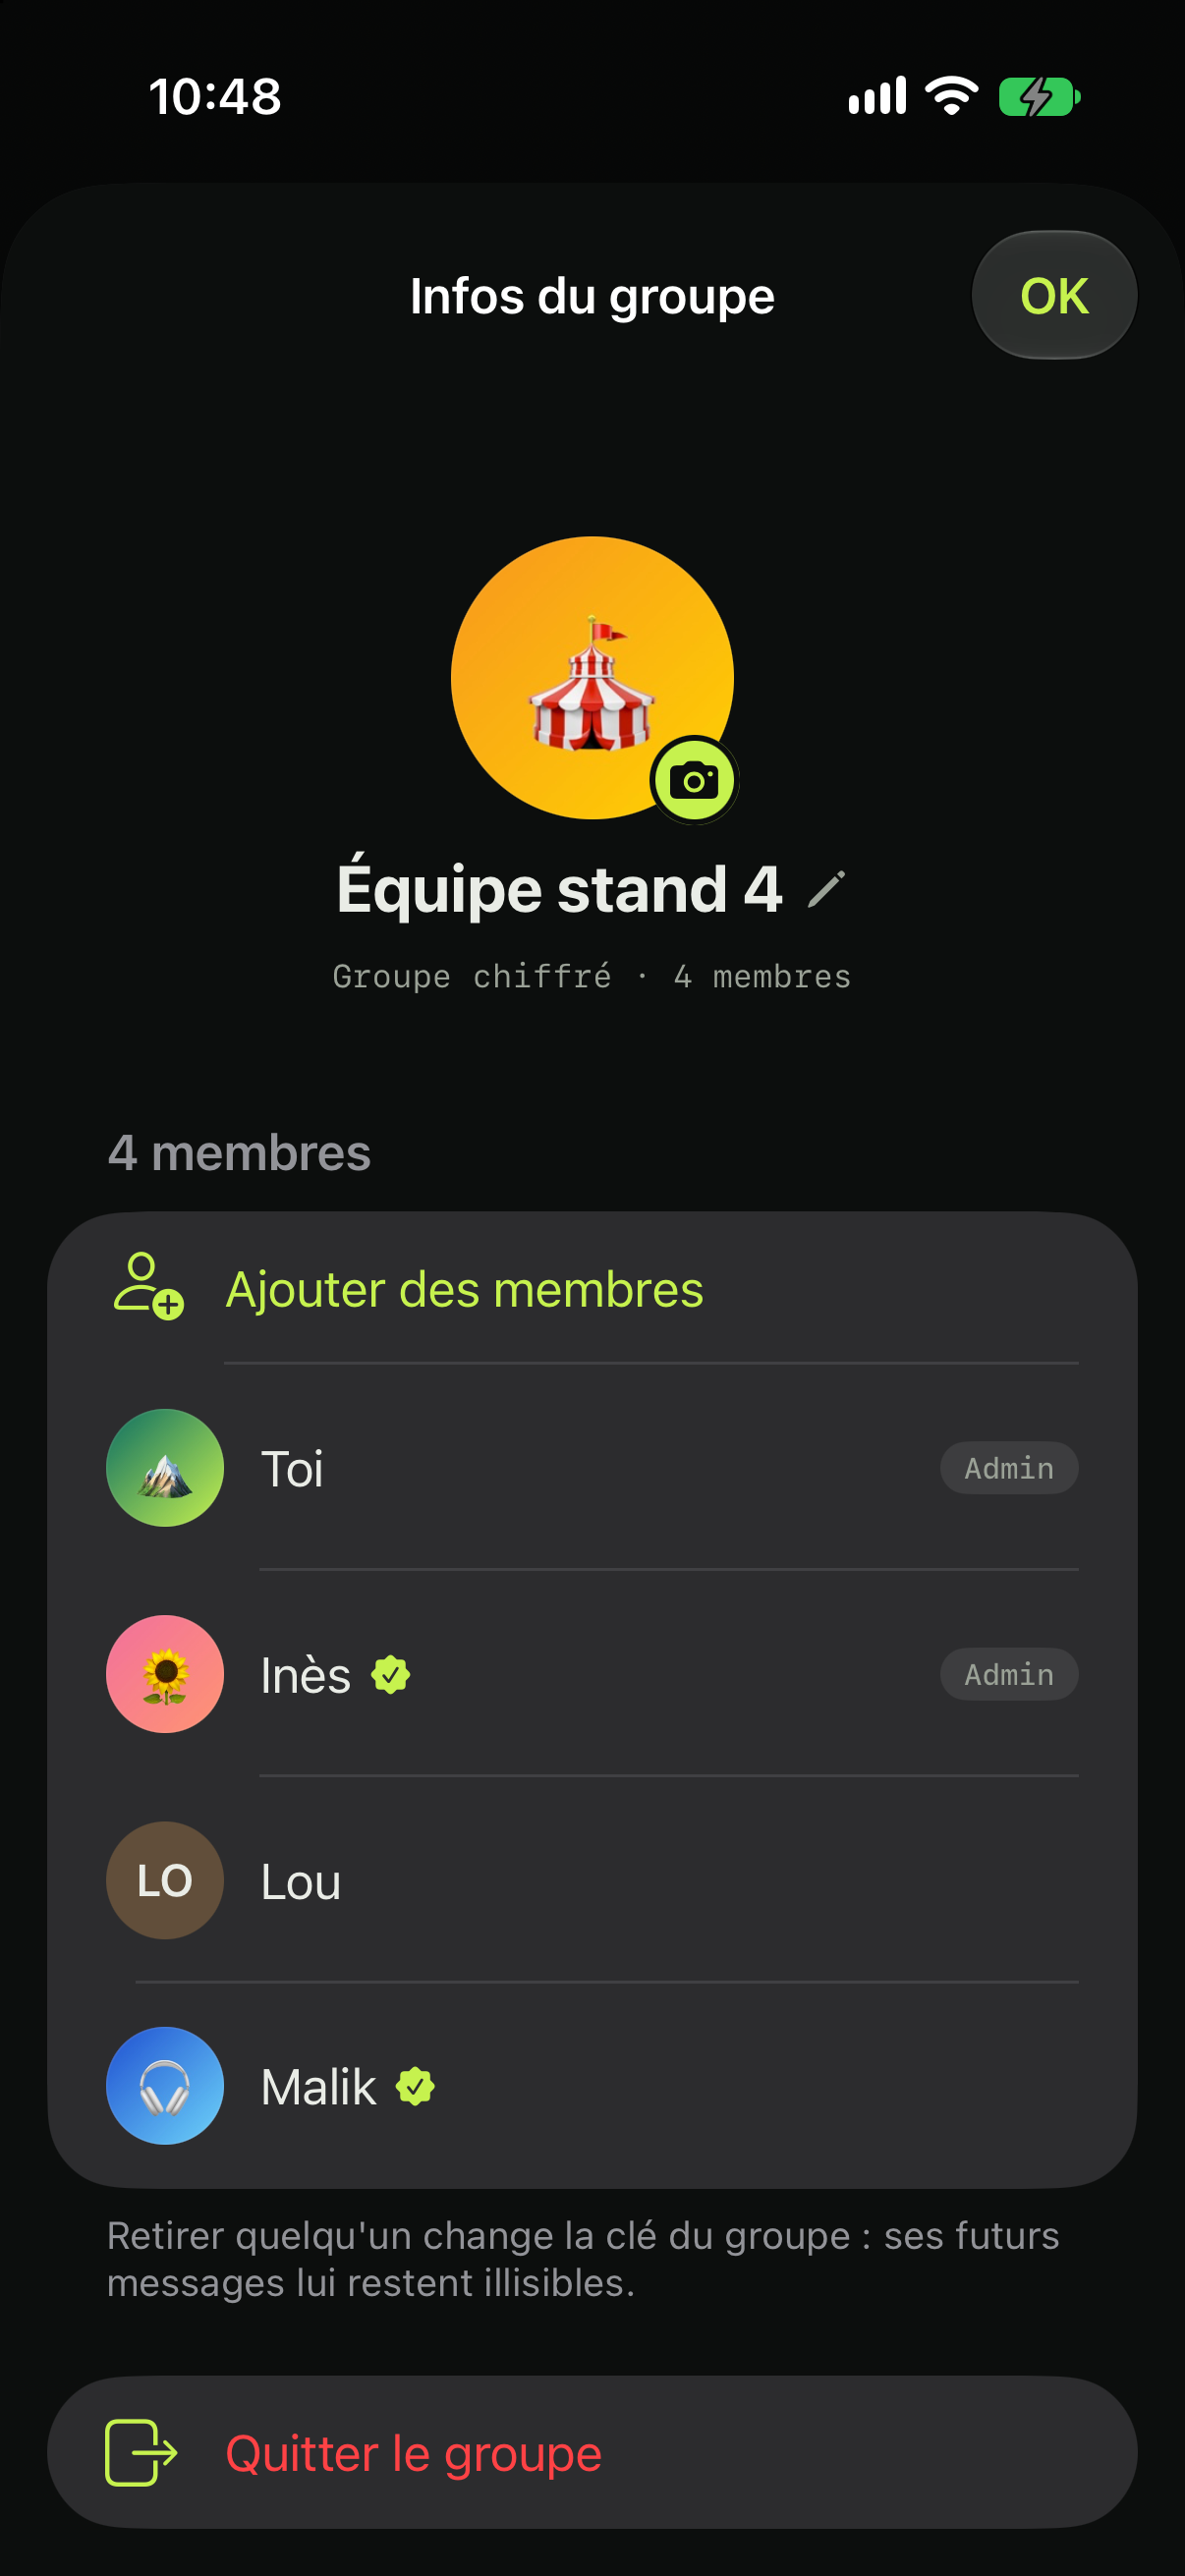 10:48
Infos du groupe
OK
Équipe stand 4
Groupe chiffré · 4 membres
4 membres
Ajouter des membres
Toi
Admin
Inès
Admin
LO
Lou
Malik
Retirer quelqu'un change la clé du groupe : ses futurs
messages lui restent illisibles.
Quitter le groupe